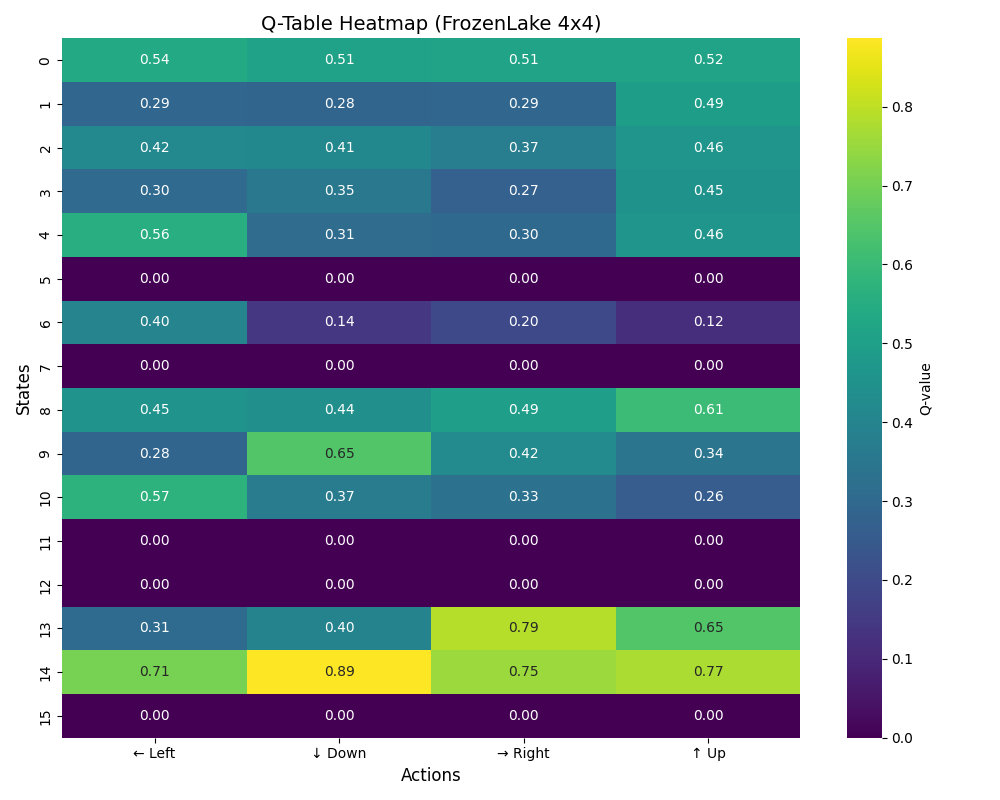 Q-Table Heatmap (FrozenLake 4x4)
0 0.54 0.51 0.51 0.52
1 0.29 0.28 0.29 0.49
2 0.42 0.41 0.37 0.46
3 0.30 0.35 0.27 0.45
4 0.56 0.31 0.30 0.46
5 0.00 0.00 0.00 0.00
6 0.40 0.14 0.20 0.12
7 0.00 0.00 0.00 0.00
8 0.45 0.44 0.49 0.61
9 0.28 0.65 0.42 0.34
10 0.57 0.37 0.33 0.26
11 0.00 0.00 0.00 0.00
12 0.00 0.00 0.00 0.00
13 0.31 0.40 0.79 0.65
14 0.71 0.89 0.75 0.77
15 0.00 0.00 0.00 0.00
States
← Left ↓ Down → Right ↑ Up
Actions
0.8
0.7
0.6
0.5
0.4
0.3
0.2
0.1
0.0
Q-value